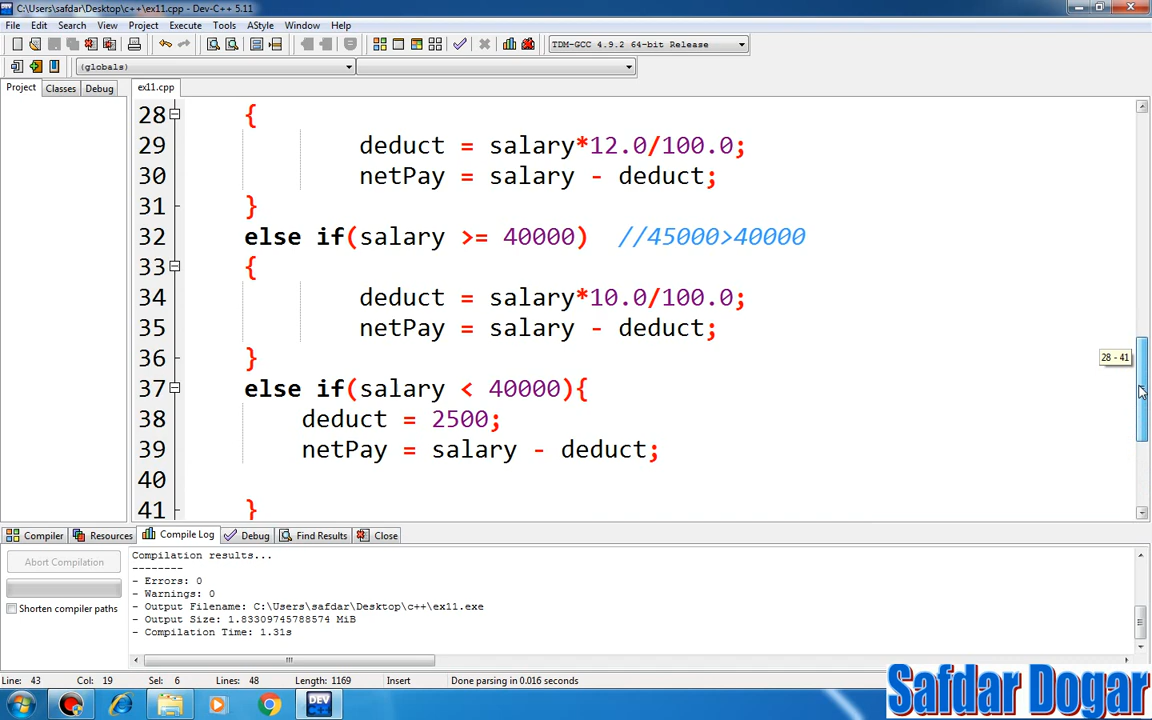 C:\Users\safdar\Desktop\c++\ex11.cpp - Dev-C++ 5.11
File Edit Search View Project Execute Tools AStyle Window Help
TDM-GCC 4.9.2 64-bit Release
(globals)
Project Classes Debug ex11.cpp
28 {
29 deduct = salary*12.0/100.0;
30 netPay = salary - deduct;
31 }
32 else if(salary >= 40000) //45000>40000
33 {
34 deduct = salary*10.0/100.0;
35 netPay = salary - deduct;
36 }
28 - 41
37 else if(salary < 40000){
38 deduct = 2500;
39 netPay = salary - deduct;
40
41 }
Compiler Resources Compile Log Debug Find Results Close
Abort Compilation
Shorten compiler paths
Compilation results...
--------
- Errors: 0
- Warnings: 0
- Output Filename: C:\Users\safdar\Desktop\c++\ex11.exe
- Output Size: 1.83309745788574 MiB
- Compilation Time: 1.31s
Line: 43 Col: 19 Sel: 6 Lines: 48 Length: 1169 Insert Done parsing in 0.016 seconds
DEV
Safdar Dogar